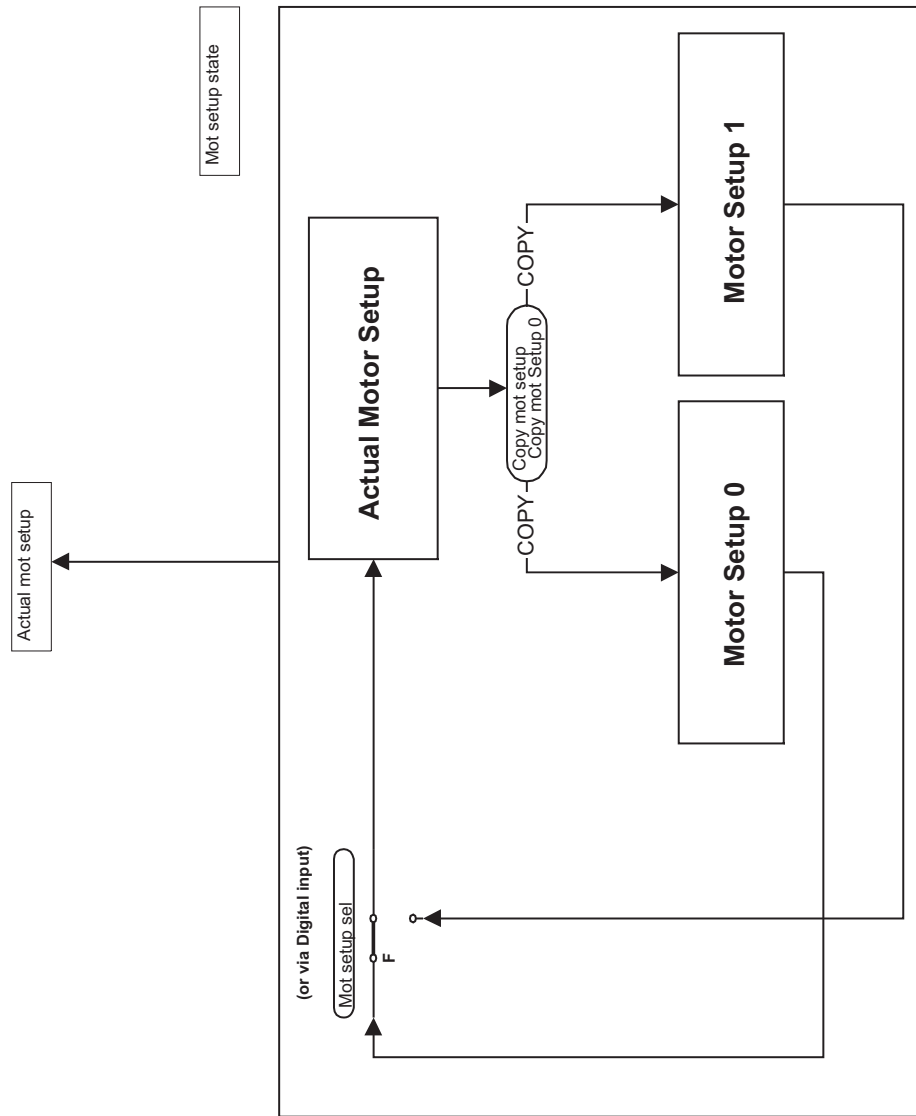 Actual mot setup
Mot setup state
(or via Digital input)
Mot setup sel
F
Actual Motor Setup
COPY
Copy mot setup
Copy mot Setup 0
COPY
Motor Setup 0
Motor Setup 1